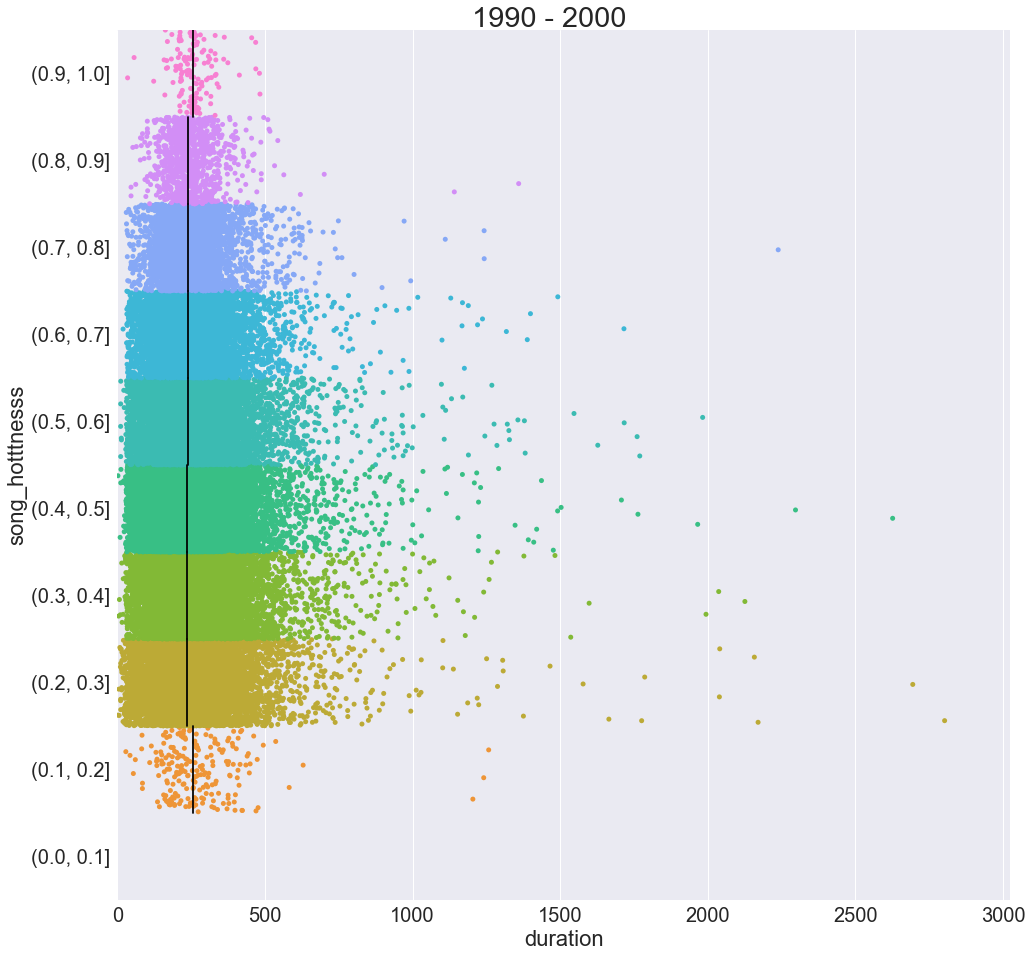 1990 - 2000
(0.9, 1.0]
(0.8, 0.9]
(0.7, 0.8]
(0.6, 0.7]
(0.5, 0.6]
(0.4, 0.5]
(0.3, 0.4]
(0.2, 0.3]
(0.1, 0.2]
(0.0, 0.1]
song_hotttnesss
0 500 1000 1500 2000 2500 3000
duration